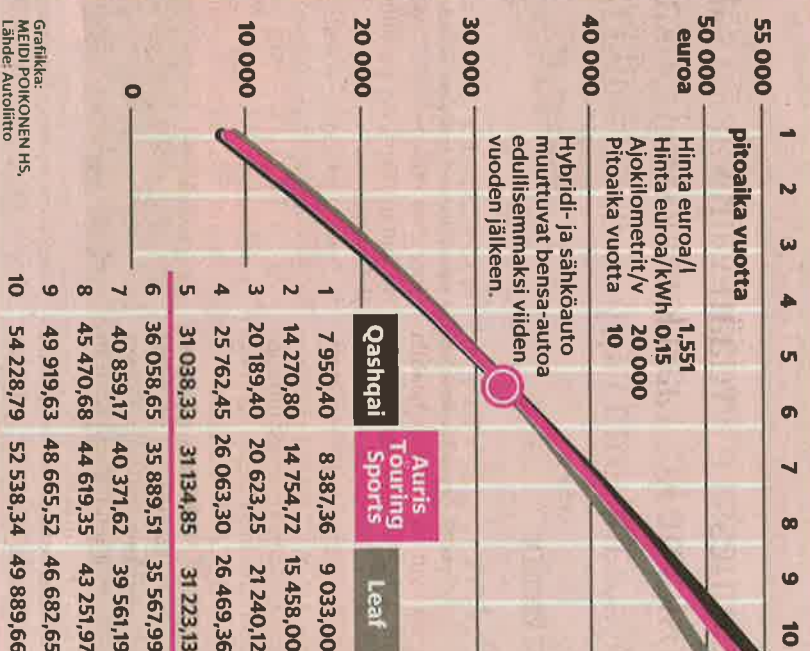 55 000
50 000
euroa
40 000
30 000
20 000
10 000
0
1 2 3 4 5 6 7 8 9 10
pitoaika vuotta
Hinta euroa/l 1,551
Hinta euroa/kWh 0,15
Ajokilometrit/v 20 000
Pitoaika vuotta 10
Hybridi- ja sähköauto
muuttuvat bensa-autoa
edullisemmaksi viiden
vuoden jälkeen.
Qashqai Auris Touring Sports Leaf
1 7 950,40 8 387,36 9 033,00
2 14 270,80 14 754,72 15 458,00
3 20 189,40 20 623,25 21 240,12
4 25 762,45 26 063,30 26 469,36
5 31 038,33 31 134,85 31 223,13
6 36 058,65 35 889,51 35 567,99
7 40 859,17 40 371,62 39 561,19
8 45 470,68 44 619,35 43 251,97
9 49 919,63 48 665,52 46 682,65
10 54 228,79 52 538,34 49 889,66
Grafiikka:
MEIDI POIKONEN HS,
Lähde: Autoliitto